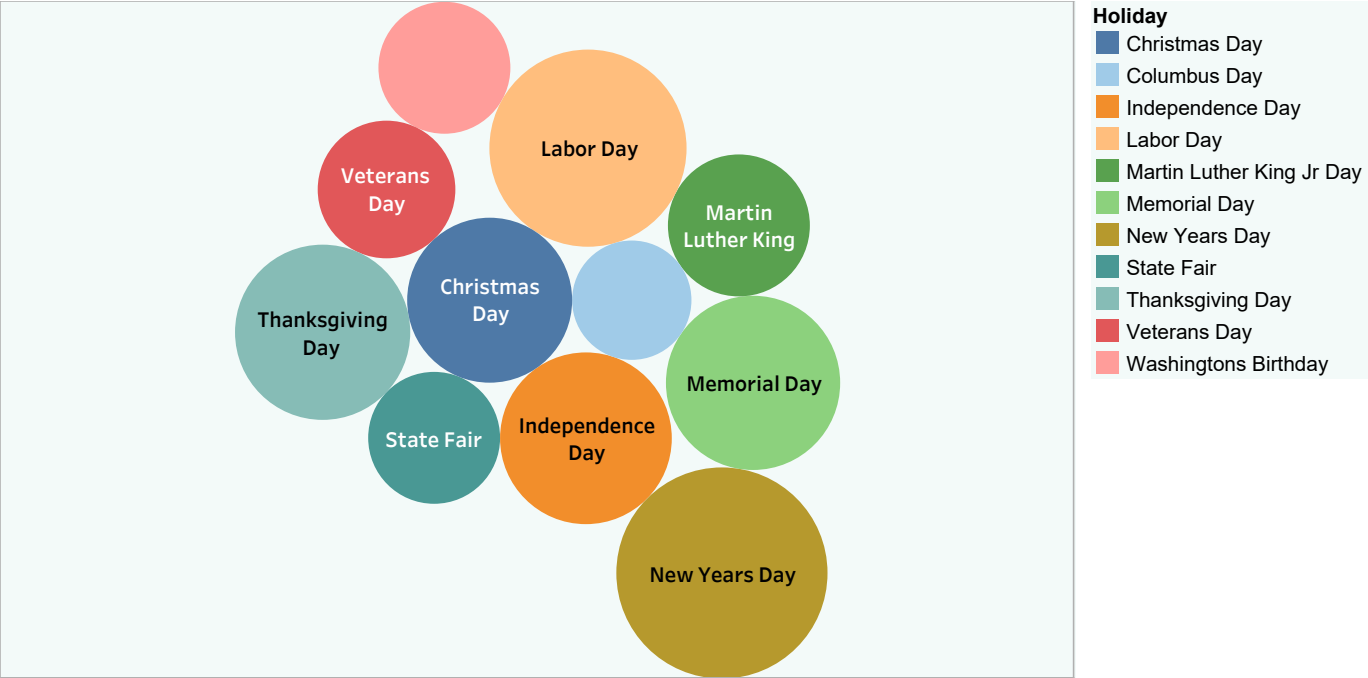 Labor Day
Veterans
Day
Martin
Luther King
Christmas
Day
Thanksgiving
Day
Memorial Day
State Fair
Independence
Day
New Years Day
Holiday
Christmas Day
Columbus Day
Independence Day
Labor Day
Martin Luther King Jr Day
Memorial Day
New Years Day
State Fair
Thanksgiving Day
Veterans Day
Washingtons Birthday